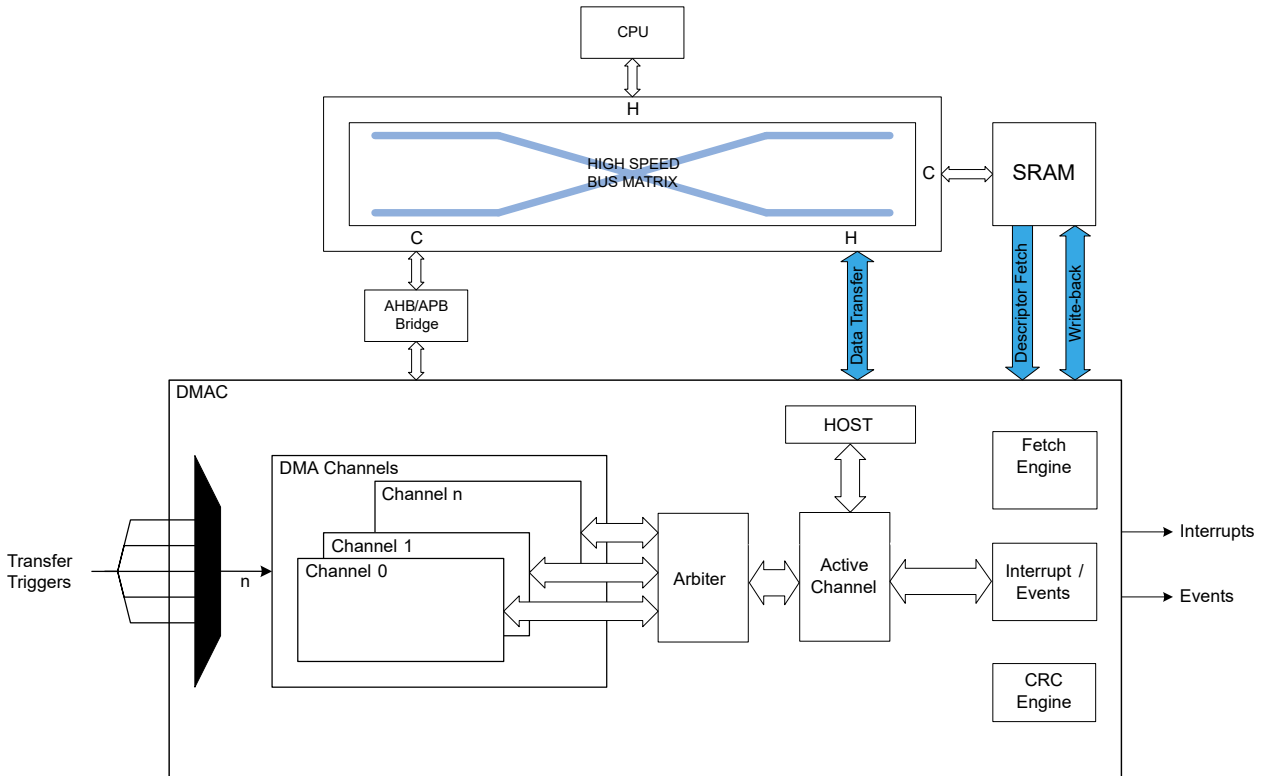 CPU
H
HIGH SPEED
BUS MATRIX
C
SRAM
C
H
AHB/APB
Bridge
Data Transfer
Descriptor Fetch
Write-back
DMAC
HOST
Fetch
Engine
DMA Channels
Channel n
Channel 1
Channel 0
Transfer
Triggers
n
Arbiter
Active
Channel
Interrupt /
Events
Interrupts
Events
CRC
Engine